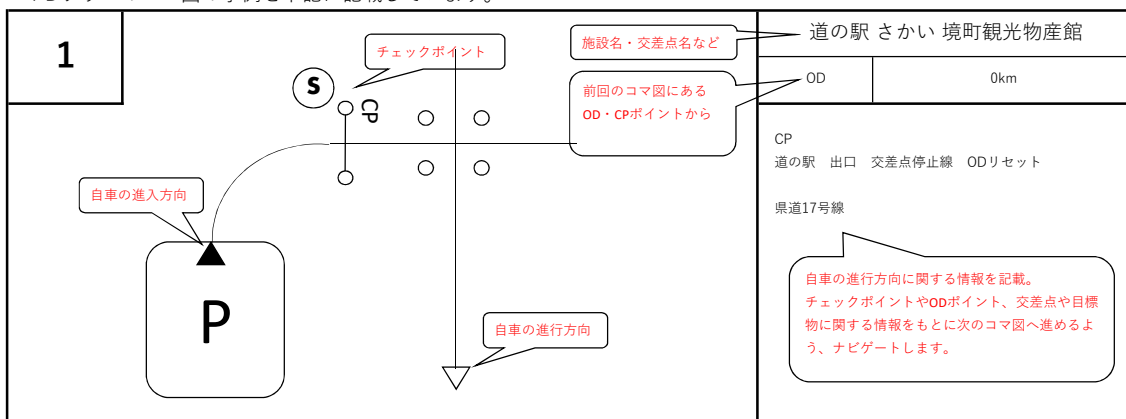 1
チェックポイント
S
CP
自車の進入方向
P
自車の進行方向
施設名・交差点名など
前回のコマ図にある
OD・CPポイントから
道の駅 さかい 境町観光物産館
OD 0km
CP
道の駅　出口　交差点停止線　ODリセット
県道17号線
自車の進行方向に関する情報を記載。
チェックポイントやODポイント、交差点や目標
物に関する情報をもとに次のコマ図へ進めるよ
う、ナビゲートします。